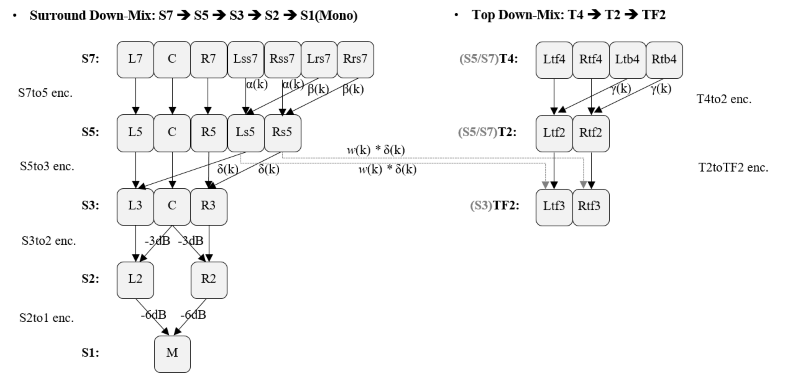 • Surround Down-Mix: S7 → S5 → S3 → S2 → S1(Mono)
• Top Down-Mix: T4 → T2 → TF2
S7: L7 C R7 Lss7 Rss7 Lrs7 Rrs7
(S5/S7)T4: Ltf4 Rtf4 Ltb4 Rtb4
S7to5 enc. α(k) α(k) β(k) β(k)
γ(k) γ(k) T4to2 enc.
S5: L5 C R5 Ls5 Rs5
(S5/S7)T2: Ltf2 Rtf2
w(k) * δ(k)
S5to3 enc. δ(k) δ(k) w(k) * δ(k)
T2toTF2 enc.
S3: L3 C R3
(S3)TF2: Ltf3 Rtf3
S3to2 enc. -3dB -3dB
S2: L2 R2
S2to1 enc. -6dB -6dB
S1: M